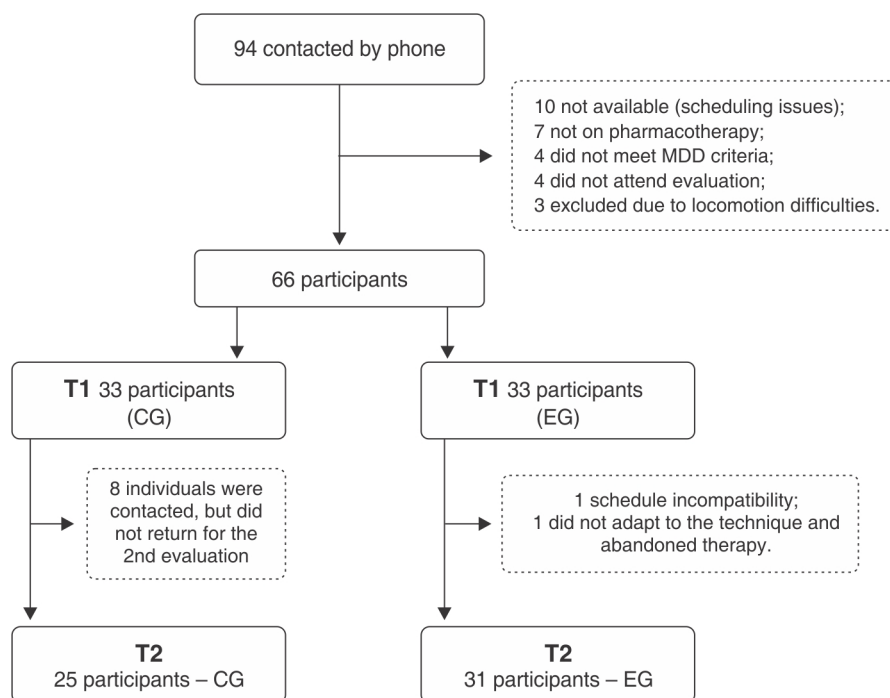 94 contacted by phone
10 not available (scheduling issues);
7 not on pharmacotherapy;
4 did not meet MDD criteria;
4 did not attend evaluation;
3 excluded due to locomotion difficulties.
66 participants
T1 33 participants
(CG)
T1 33 participants
(EG)
8 individuals were
contacted, but did
not return for the
2nd evaluation
1 schedule incompatibility;
1 did not adapt to the technique and
abandoned therapy.
T2
25 participants – CG
T2
31 participants – EG